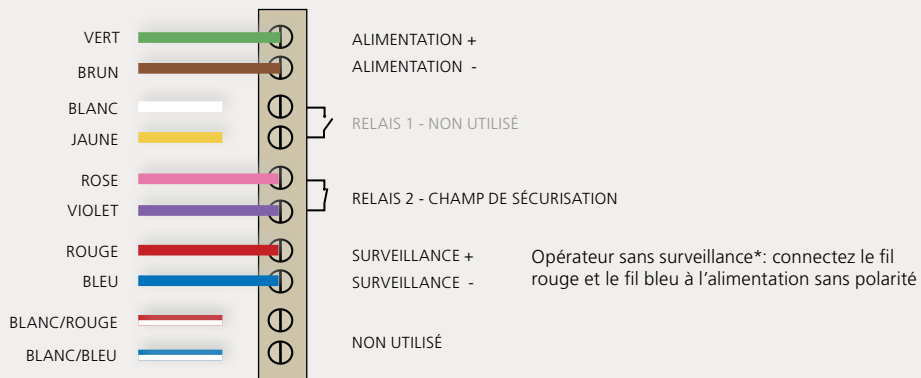 VERT
ALIMENTATION +
BRUN
ALIMENTATION -
BLANC
RELAIS 1 - NON UTILISÉ
JAUNE
ROSE
RELAIS 2 - CHAMP DE SÉCURISATION
VIOLET
ROUGE
SURVEILLANCE +
BLEU
SURVEILLANCE -
Opérateur sans surveillance*: connectez le fil
rouge et le fil bleu à l'alimentation sans polarité
BLANC/ROUGE
NON UTILISÉ
BLANC/BLEU